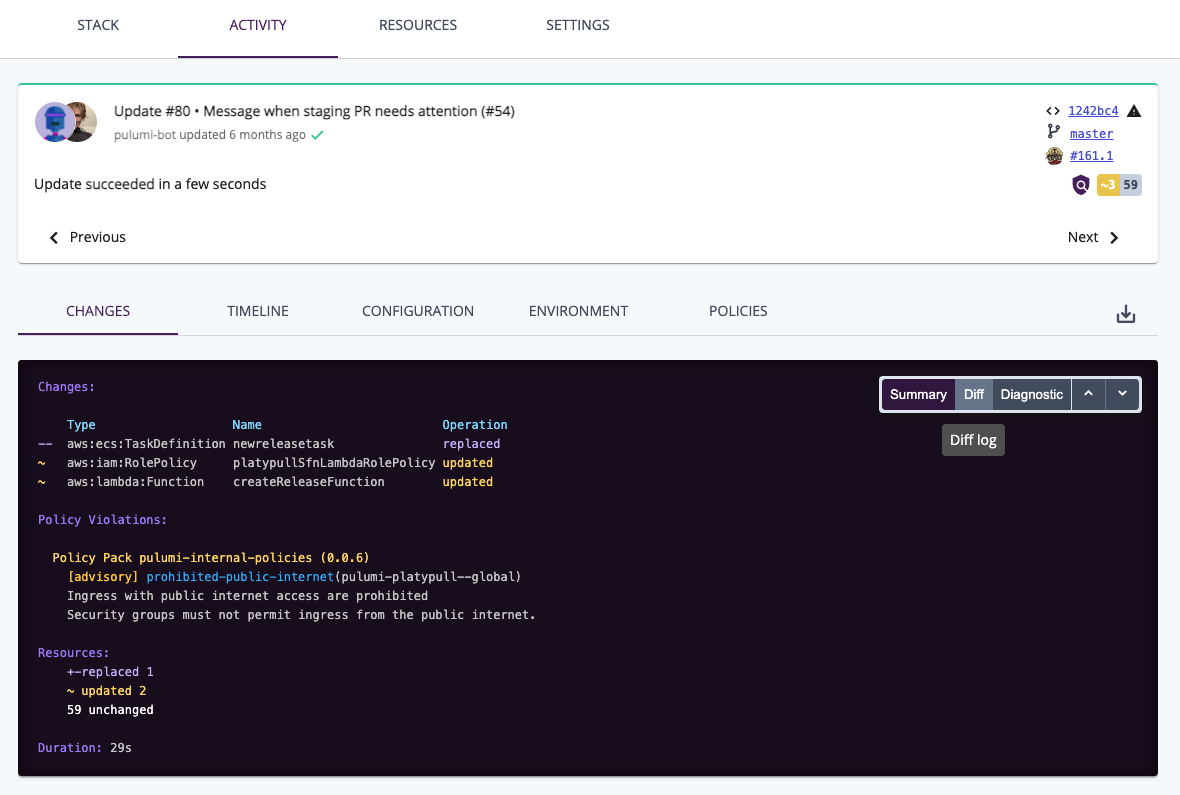 STACK ACTIVITY RESOURCES SETTINGS
Update #80 • Message when staging PR needs attention (#54)
1242bc4
pulumi-bot updated 6 months ago
master
#161.1
Update succeeded in a few seconds
~3 59
Previous
Next
CHANGES TIMELINE CONFIGURATION ENVIRONMENT POLICIES
Changes:
Summary Diff Diagnostic
Diff log
Type Name Operation
-- aws:ecs:TaskDefinition newreleasetask replaced
~ aws:iam:RolePolicy platypullSfnLambdaRolePolicy updated
~ aws:lambda:Function createReleaseFunction updated
Policy Violations:
Policy Pack pulumi-internal-policies (0.0.6)
[advisory] prohibited-public-internet(pulumi-platypull--global)
Ingress with public internet access are prohibited
Security groups must not permit ingress from the public internet.
Resources:
+-replaced 1
~ updated 2
59 unchanged
Duration: 29s